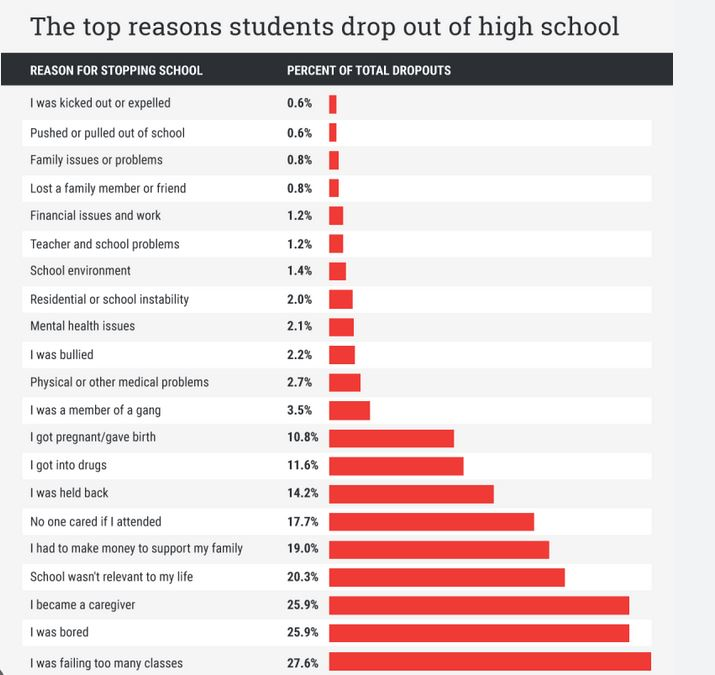 The top reasons students drop out of high school
REASON FOR STOPPING SCHOOL PERCENT OF TOTAL DROPOUTS
I was kicked out or expelled 0.6%
Pushed or pulled out of school 0.6%
Family issues or problems 0.8%
Lost a family member or friend 0.8%
Financial issues and work 1.2%
Teacher and school problems 1.2%
School environment 1.4%
Residential or school instability 2.0%
Mental health issues 2.1%
I was bullied 2.2%
Physical or other medical problems 2.7%
I was a member of a gang 3.5%
I got pregnant/gave birth 10.8%
I got into drugs 11.6%
I was held back 14.2%
No one cared if I attended 17.7%
I had to make money to support my family 19.0%
School wasn't relevant to my life 20.3%
I became a caregiver 25.9%
I was bored 25.9%
I was failing too many classes 27.6%